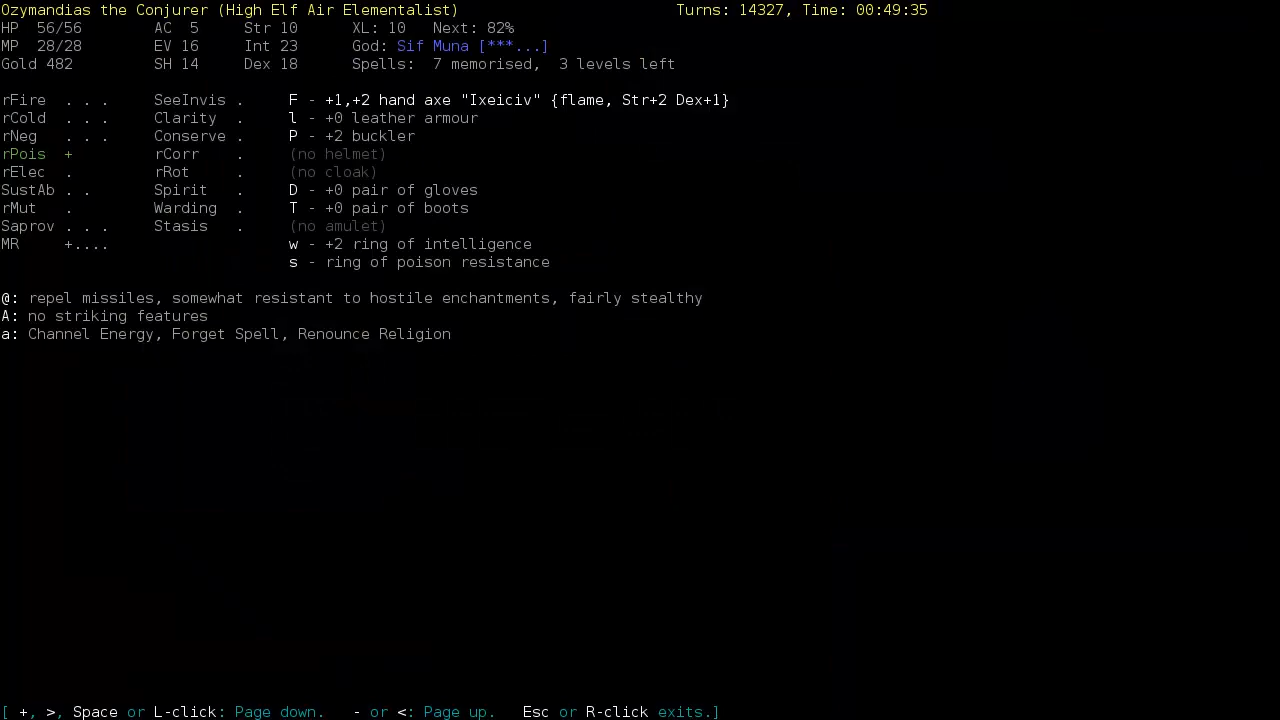 Ozymandias the Conjurer (High Elf Air Elementalist) Turns: 14327, Time: 00:49:35
HP 56/56 AC 5 Str 10 XL: 10 Next: 82%
MP 28/28 EV 16 Int 23 God: Sif Muna [***...]
Gold 482 SH 14 Dex 18 Spells: 7 memorised, 3 levels left
rFire . . . SeeInvis . F - +1,+2 hand axe "Ixeiciv" {flame, Str+2 Dex+1}
rCold . . . Clarity . l - +0 leather armour
rNeg . . . Conserve . P - +2 buckler
rPois + rCorr . (no helmet)
rElec . rRot . (no cloak)
SustAb . . Spirit . D - +0 pair of gloves
rMut . Warding . T - +0 pair of boots
Saprov . . . Stasis . (no amulet)
MR +.... w - +2 ring of intelligence
s - ring of poison resistance
@: repel missiles, somewhat resistant to hostile enchantments, fairly stealthy
A: no striking features
a: Channel Energy, Forget Spell, Renounce Religion
[ +, >, Space or L-click: Page down. - or <: Page up. Esc or R-click exits.]